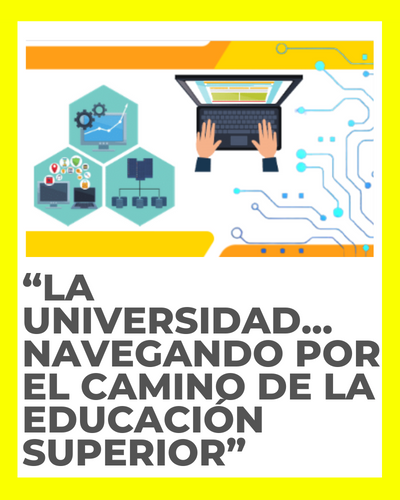 “LA
UNIVERSIDAD...
NAVEGANDO POR
EL CAMINO DE LA
EDUCACIÓN
SUPERIOR”